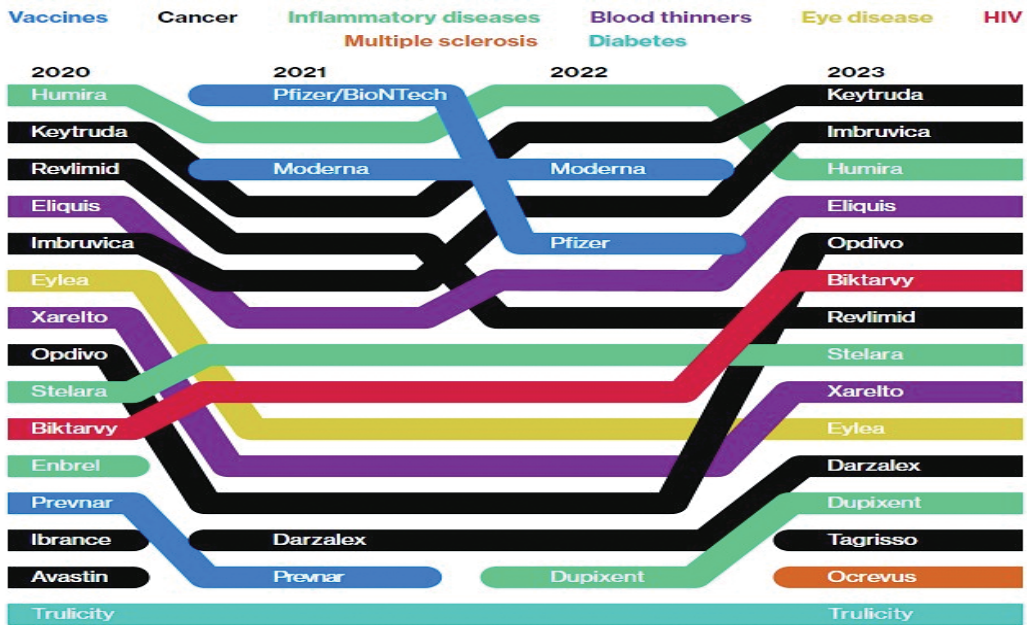 Vaccines Cancer Inflammatory diseases Blood thinners Eye disease HIV
Multiple sclerosis Diabetes
2020 2021 2022 2023
Humira Pfizer/BioNTech Keytruda
Keytruda Imbruvica
Revlimid Moderna Moderna Humira
Eliquis Eliquis
Imbruvica Pfizer Opdivo
Eylea Biktarvy
Xarelto Revlimid
Opdivo Stelara
Stelara Xarelto
Biktarvy Eylea
Enbrel Darzalex
Prevnar Dupixent
Ibrance Darzalex Tagrisso
Avastin Prevnar Dupixent Ocrevus
Trulicity Trulicity